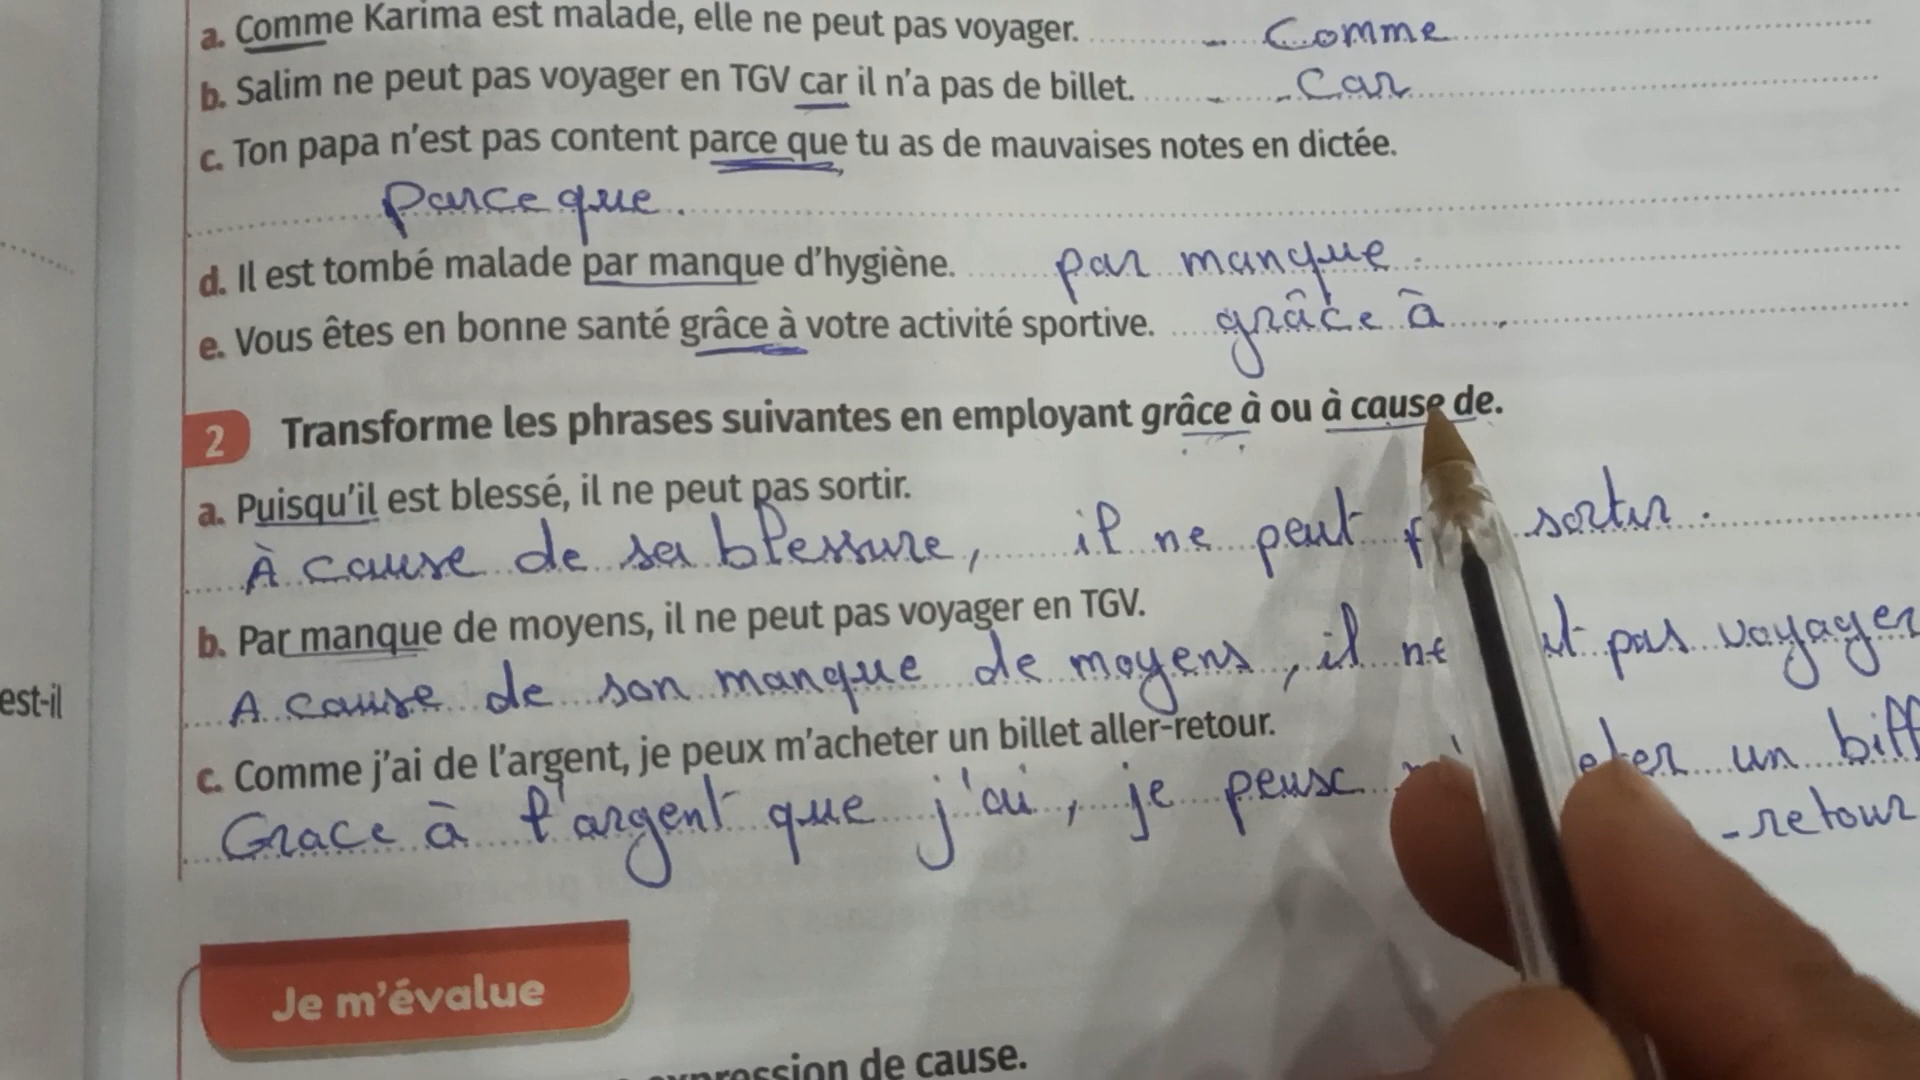 a. Comme Karima est malade, elle ne peut pas voyager. - Comme
b. Salim ne peut pas voyager en TGV car il n'a pas de billet. - Car
c. Ton papa n'est pas content parce que tu as de mauvaises notes en dictée.
Parce que.
d. Il est tombé malade par manque d'hygiène. par manque.
e. Vous êtes en bonne santé grâce à votre activité sportive. grâce à
2 Transforme les phrases suivantes en employant grâce à ou à cause de.
a. Puisqu'il est blessé, il ne peut pas sortir.
À cause de sa blessure, il ne peut sortir.
b. Par manque de moyens, il ne peut pas voyager en TGV.
A cause de son manque de moyens, il ne pas voyager
est-il
c. Comme j'ai de l'argent, je peux m'acheter un billet aller-retour.
Grace à l'argent que j'ai, je peux un
-retour
Je m'évalue
de cause.